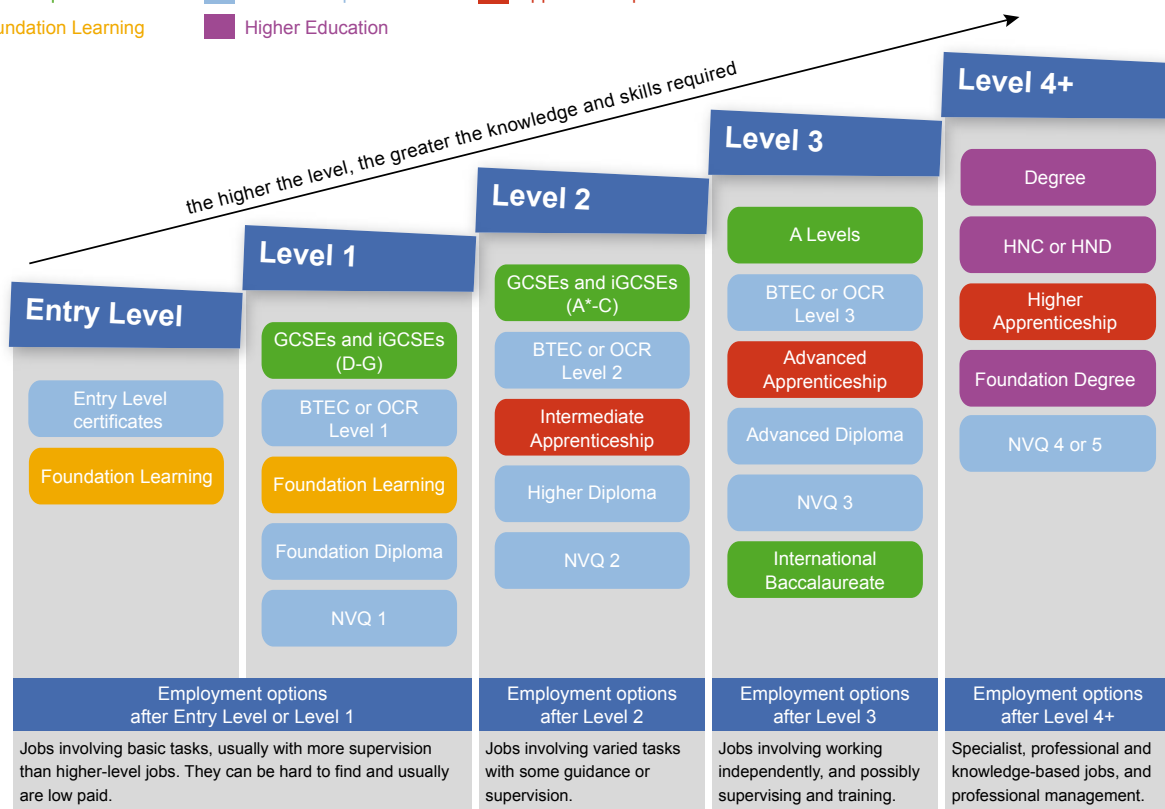 Foundation Learning
Higher Education
the higher the level, the greater the knowledge and skills required
Entry Level
Entry Level
certificates
Foundation Learning
Level 1
GCSEs and iGCSEs
(D-G)
BTEC or OCR
Level 1
Foundation Learning
Foundation Diploma
NVQ 1
Level 2
GCSEs and iGCSEs
(A*-C)
BTEC or OCR
Level 2
Intermediate
Apprenticeship
Higher Diploma
NVQ 2
Level 3
A Levels
BTEC or OCR
Level 3
Advanced
Apprenticeship
Advanced Diploma
NVQ 3
International
Baccalaureate
Level 4+
Degree
HNC or HND
Higher
Apprenticeship
Foundation Degree
NVQ 4 or 5
Employment options
after Entry Level or Level 1
Jobs involving basic tasks, usually with more supervision
than higher-level jobs. They can be hard to find and usually
are low paid.
Employment options
after Level 2
Jobs involving varied tasks
with some guidance or
supervision.
Employment options
after Level 3
Jobs involving working
independently, and possibly
supervising and training.
Employment options
after Level 4+
Specialist, professional and
knowledge-based jobs, and
professional management.